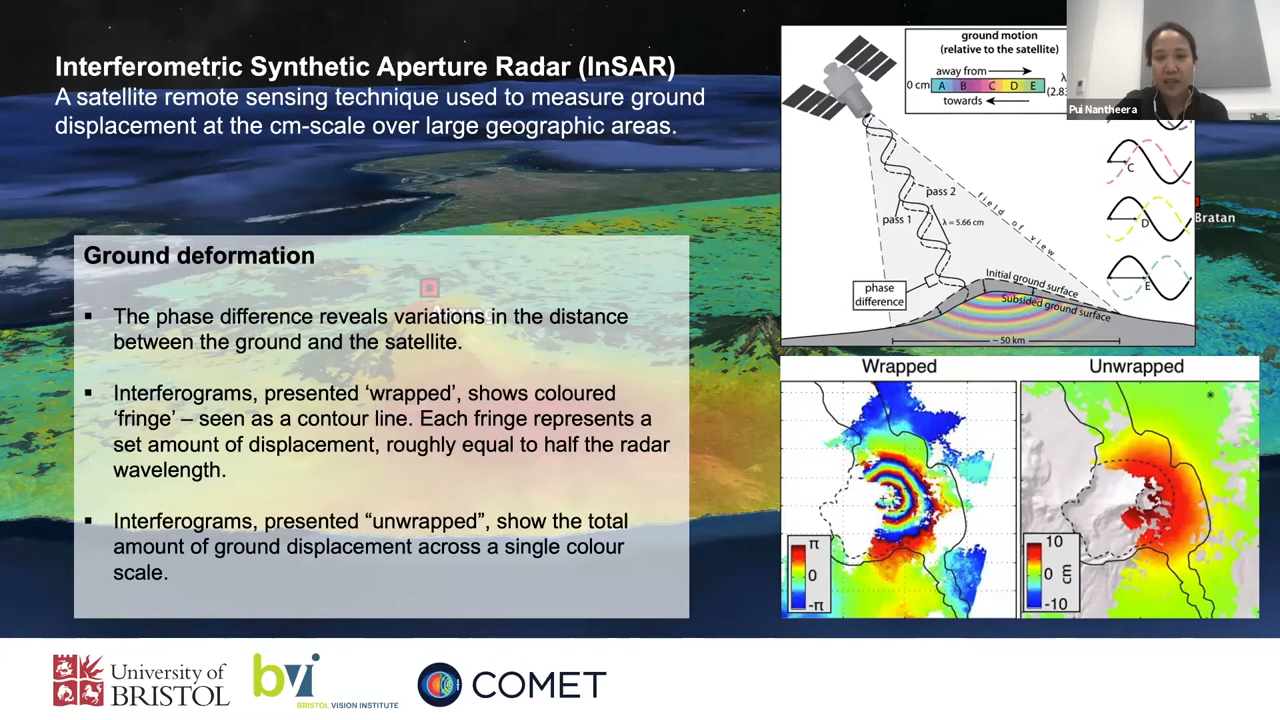 Interferometric Synthetic Aperture Radar (InSAR)
A satellite remote sensing technique used to measure ground
displacement at the cm-scale over large geographic areas.
Ground deformation
▪ The phase difference reveals variations in the distance
between the ground and the satellite.
▪ Interferograms, presented ‘wrapped’, shows coloured
‘fringe’ – seen as a contour line. Each fringe represents a
set amount of displacement, roughly equal to half the radar
wavelength.
▪ Interferograms, presented “unwrapped”, show the total
amount of ground displacement across a single colour
scale.
ground motion
(relative to the satellite)
away from
0 cm A B C D E
λ
(2.83
towards
Pui Nantheera
C
D
E
Bratan
pass 2
pass 1
λ = 5.66 cm
field of view
phase
difference
Initial ground surface
Subsided ground surface
~ 50 km
Wrapped
π
0
-π
Unwrapped
10
0
-10
cm
University of
BRISTOL
bvi
BRISTOL VISION INSTITUTE
COMET